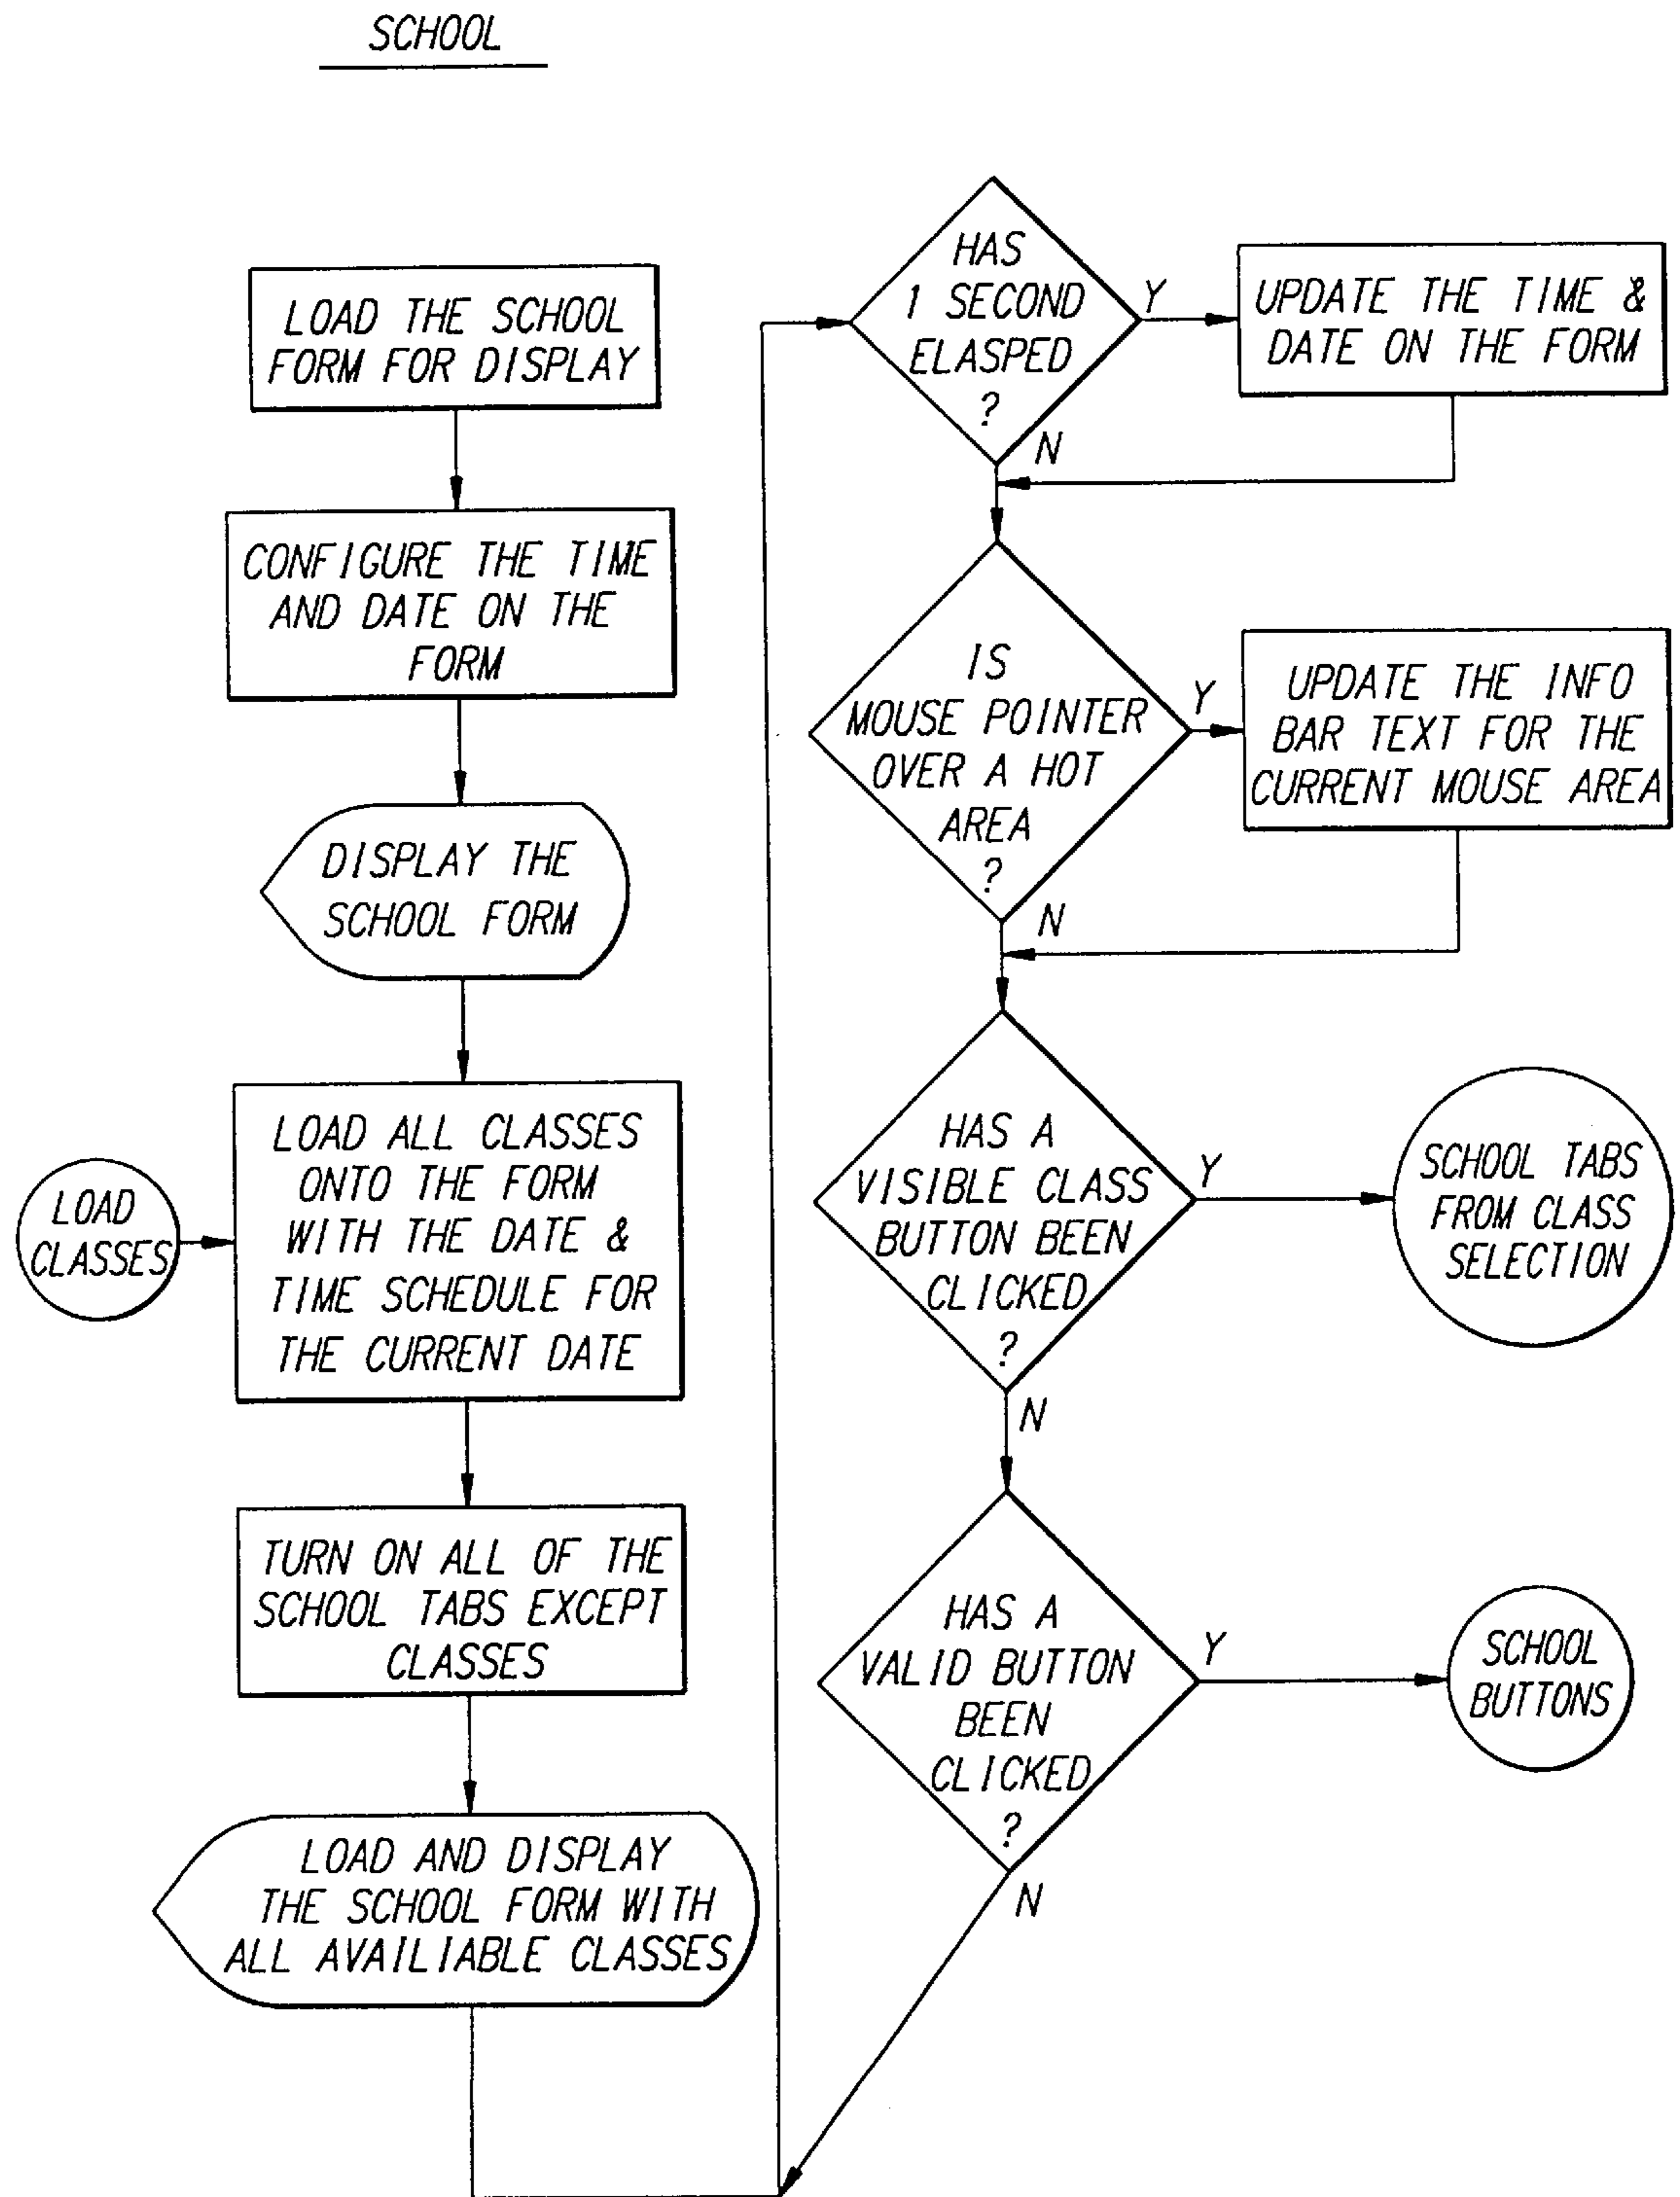 SCHOOL
LOAD THE SCHOOL
FORM FOR DISPLAY
CONFIGURE THE TIME
AND DATE ON THE
FORM
DISPLAY THE
SCHOOL FORM
LOAD
CLASSES
LOAD ALL CLASSES
ONTO THE FORM
WITH THE DATE &
TIME SCHEDULE FOR
THE CURRENT DATE
TURN ON ALL OF THE
SCHOOL TABS EXCEPT
CLASSES
LOAD AND DISPLAY
THE SCHOOL FORM WITH
ALL AVAILIABLE CLASSES
HAS
1 SECOND
ELASPED
?
Y
UPDATE THE TIME &
DATE ON THE FORM
N
IS
MOUSE POINTER
OVER A HOT
AREA
?
Y
UPDATE THE INFO
BAR TEXT FOR THE
CURRENT MOUSE AREA
N
HAS A
VISIBLE CLASS
BUTTON BEEN
CLICKED
?
Y
SCHOOL TABS
FROM CLASS
SELECTION
N
HAS A
VALID BUTTON
BEEN
CLICKED
?
Y
SCHOOL
BUTTONS
N